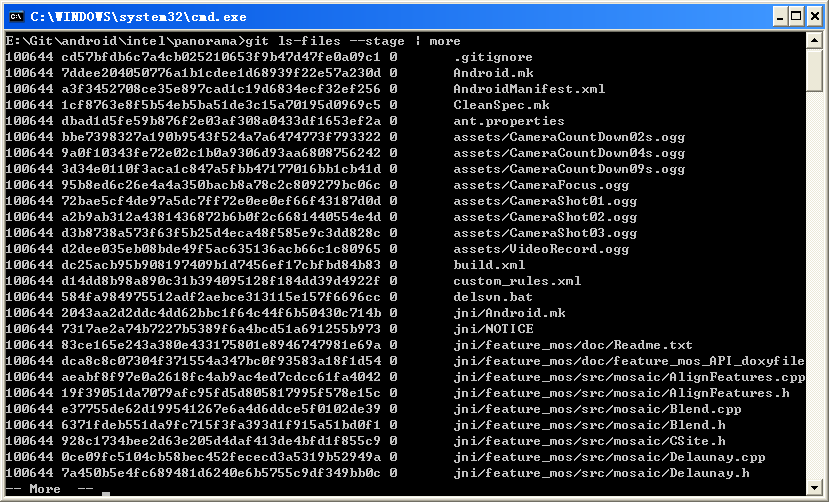 C:\WINDOWS\system32\cmd.exe
E:\Git\android\intel\panorama>git ls-files --stage | more
100644 cd57bfdb6c7a4cb025210653f9b47d47fe0a09c1 0 .gitignore
100644 7ddee204050776a1b1cdee1d68939f22e57a230d 0 Android.mk
100644 a3f3452708ce35e897cad1c19d6834ecf32ef256 0 AndroidManifest.xml
100644 1cf8763e8f5b54eb5ba51de3c15a70195d0969c5 0 CleanSpec.mk
100644 dbad1d5fe59b876f2e03af308a0433df1653ef2a 0 ant.properties
100644 bbe7398327a190b9543f524a7a6474773f793322 0 assets/CameraCountDown02s.ogg
100644 9a0f10343fe72e02c1b0a9306d93aa6808756242 0 assets/CameraCountDown04s.ogg
100644 3d34e0110f3aca1c847a5fbb47177016bb1cb41d 0 assets/CameraCountDown09s.ogg
100644 95b8ed6c26e4a4a350bacb8a78c2c809279bc06c 0 assets/CameraFocus.ogg
100644 72bae5cf4de97a5dc7ff72e0ee0ef66f43187d0d 0 assets/CameraShot01.ogg
100644 a2b9ab312a4381436872b6b0f2c6681440554e4d 0 assets/CameraShot02.ogg
100644 d3b8738a573f63f5b25d4eca48f585e9c3dd828c 0 assets/CameraShot03.ogg
100644 d2dee035eb08bde49f5ac635136acb66c1c80965 0 assets/VideoRecord.ogg
100644 dc25acb95b908197409b1d7456ef17cbfbd84b83 0 build.xml
100644 d14dd8b98a890c31b394095128f184dd39d4922f 0 custom_rules.xml
100644 584fa984975512adf2aebce313115e157f6696cc 0 delsvn.bat
100644 2043aa2d2ddc4dd62bbc1f64c44f6b50430c714b 0 jni/Android.mk
100644 7317ae2a74b7227b5389f6a4bcd51a691255b973 0 jni/NOTICE
100644 83ce165e243a380e433175801e8946747981e69a 0 jni/feature_mos/doc/Readme.txt
100644 dca8c8c07304f371554a347bc0f93583a18f1d54 0 jni/feature_mos/doc/feature_mos_API_doxyfile
100644 aeabf8f97e0a2618fc4ab9ac4ed7cdcc61fa4042 0 jni/feature_mos/src/mosaic/AlignFeatures.cpp
100644 19f39051da7079afc95fd5d805817995f578e15c 0 jni/feature_mos/src/mosaic/AlignFeatures.h
100644 e37755de62d199541267e6a4d6ddce5f0102de39 0 jni/feature_mos/src/mosaic/Blend.cpp
100644 6371fdeb551da9fc715f3fa393d1f915a51bd0f1 0 jni/feature_mos/src/mosaic/Blend.h
100644 928c1734bee2d63e205d4daf413de4bfd1f855c9 0 jni/feature_mos/src/mosaic/CSite.h
100644 0ce09fc5104cb58bec452fececd3a5319b52949a 0 jni/feature_mos/src/mosaic/Delaunay.cpp
100644 7a450b5e4fc689481d6240e6b5755c9df349bb0c 0 jni/feature_mos/src/mosaic/Delaunay.h
-- More --